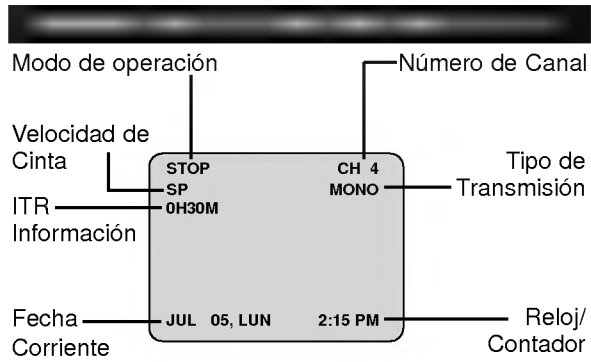 Modo de operación
Número de Canal
Velocidad de
Cinta
STOP
CH 4
Tipo de
Transmisión
SP
MONO
ITR
Información
0H30M
Fecha
Corriente
JUL 05, LUN
2:15 PM
Reloj/
Contador